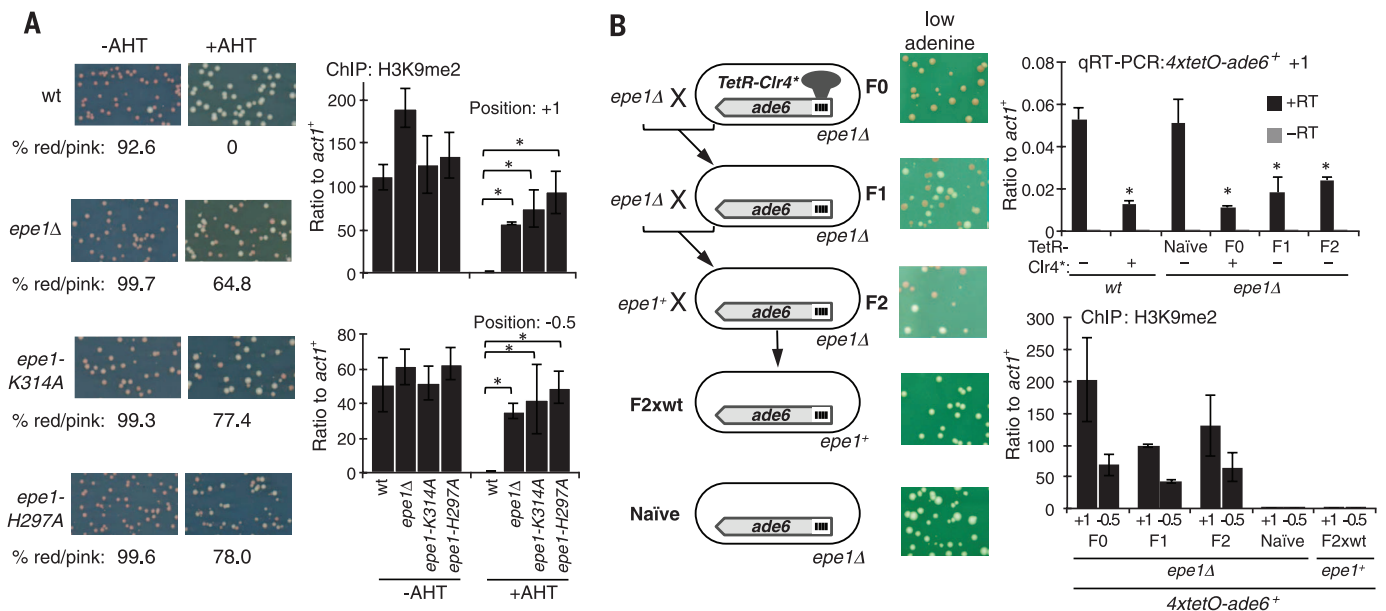 A
-AHT +AHT
wt
% red/pink: 92.6 0
epe1Δ
% red/pink: 99.7 64.8
epe1-
K314A
% red/pink: 99.3 77.4
epe1-
H297A
% red/pink: 99.6 78.0
ChIP: H3K9me2
Position: +1
Ratio to act1+
200
150
100
50
0
* * *
Position: -0.5
Ratio to act1+
80
60
40
20
0
* * *
wt epe1Δ epe1-K314A epe1-H297A wt epe1Δ epe1-K314A epe1-H297A
-AHT +AHT
B
low
adenine
epe1Δ X TetR-Clr4* ade6 F0
epe1Δ
epe1Δ X ade6 F1
epe1Δ
epe1+ X ade6 F2
epe1Δ
F2xwt ade6
epe1+
Naïve ade6
epe1Δ
qRT-PCR:4xtetO-ade6+ +1
Ratio to act1+
0.08
0.06
0.04
0.02
0
+RT
−RT
* * * *
Naïve F0 F1 F2
TetR-
Clr4*: − + − + − −
wt epe1Δ
ChIP: H3K9me2
Ratio to act1+
300
250
200
150
100
50
0
+1 -0.5 +1 -0.5 +1 -0.5 +1 -0.5 +1 -0.5
F0 F1 F2 Naïve F2xwt
epe1Δ epe1+
4xtetO-ade6+